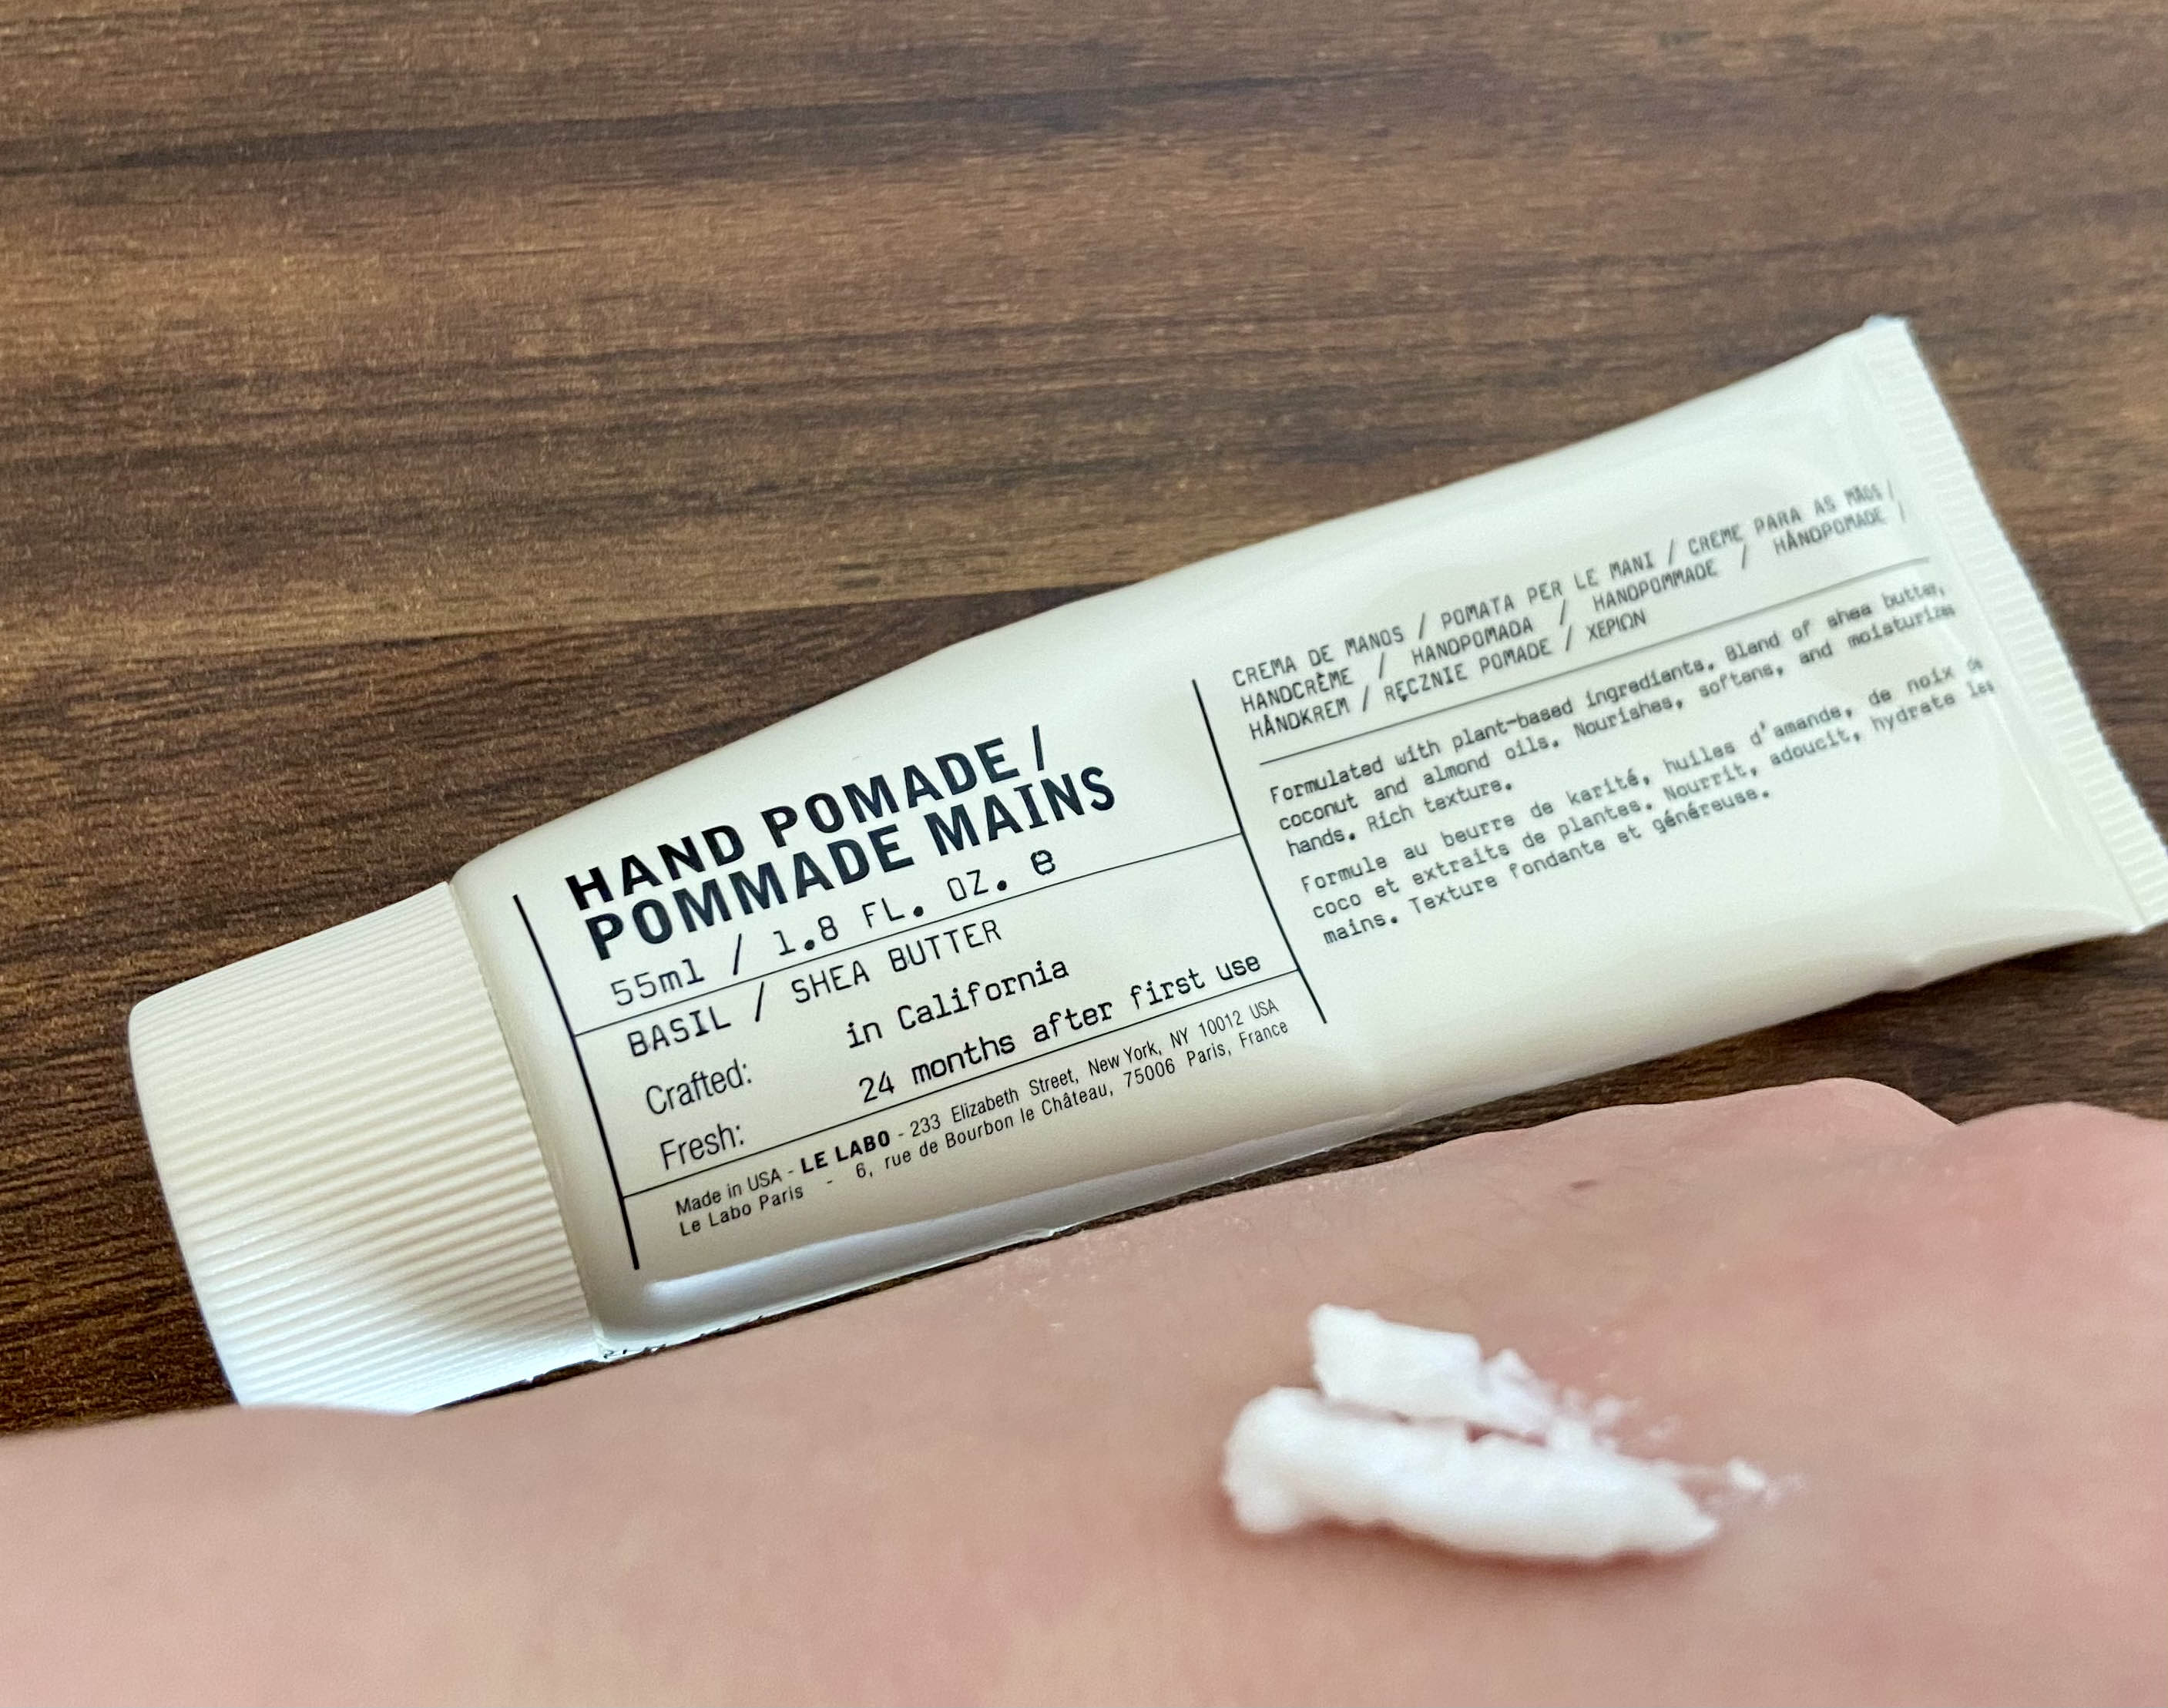 HAND POMADE/
POMMADE MAINS
55ml / 1.8 FL. OZ. e
BASIL / SHEA BUTTER
Crafted: in California
Fresh: 24 months after first use
Made in USA - LE LABO - 233 Elizabeth Street, New York, NY 10012 USA
Le Labo Paris - 6, rue de Bourbon le Château, 75006 Paris, France
CREMA DE MANOS / POMATA PER LE MANI / CREME PARA AS MÃOS /
HANDCRÈME / HANDPOMADA / HANDPOMMADE / HÅNDPOMADE /
HÅNDKREM / RĘCZNIE POMADE / ΧΕΡΙΩΝ
Formulated with plant-based ingredients. Blend of shea butter,
coconut and almond oils. Nourishes, softens, and moisturizes
hands. Rich texture.
Formule au beurre de karité, huiles d'amande, de noix de
coco et extraits de plantes. Nourrit, adoucit, hydrate les
mains. Texture fondante et généreuse.